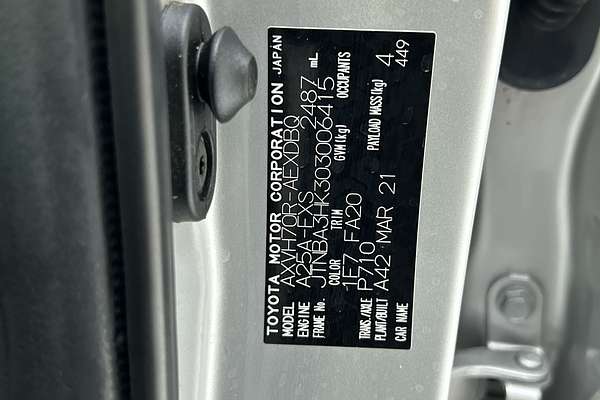 TOYOTA MOTOR CORPORATION JAPAN
MODEL AXVH70R-AEXDBQ
ENGINE A25A-FXS 2487 mL
FRAME No. JTNBA3HK303006415
COLOR TRIM GVM(kg) OCCUPANTS
1F7 FA20 4
TRANS./AXLE P710 PAYLOAD MASS(kg) 449
PLANT/BUILT A42 MAR 21
CAR NAME